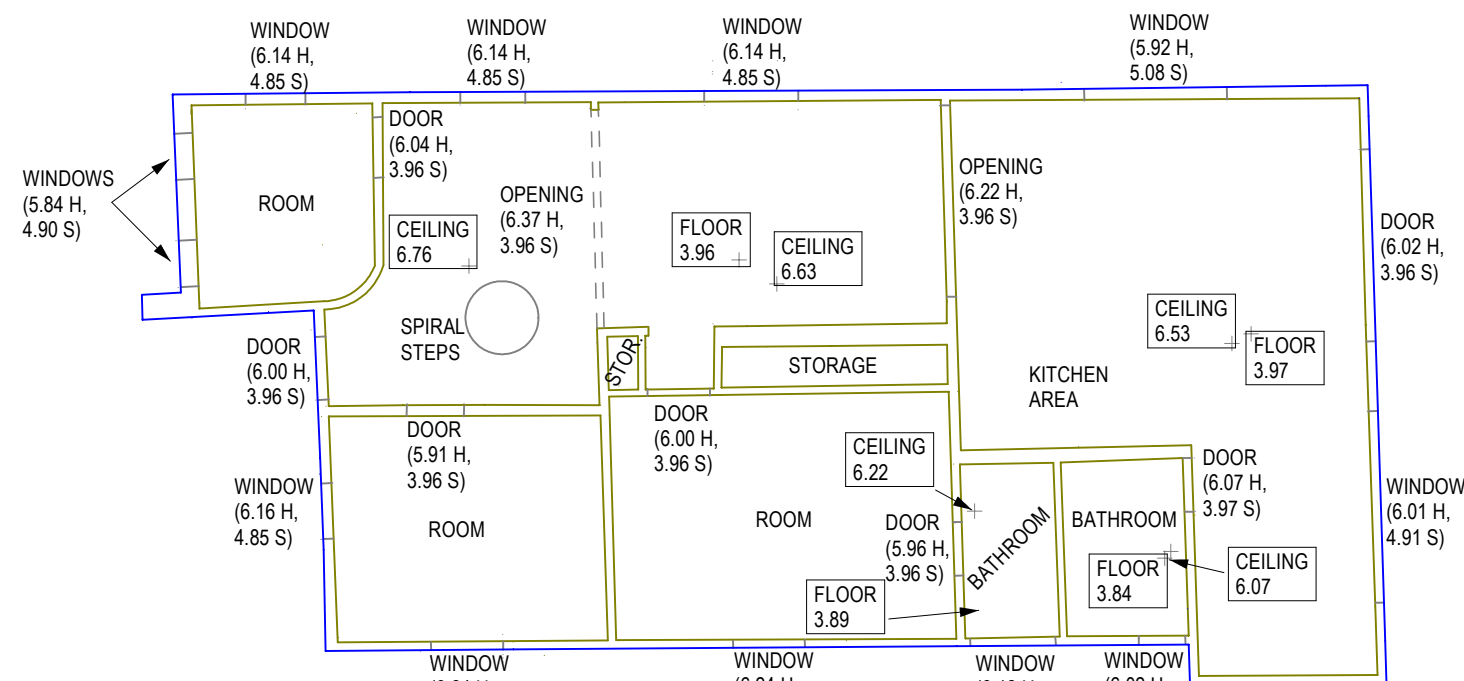 WINDOW
(6.14 H,
4.85 S)
WINDOW
(6.14 H,
4.85 S)
WINDOW
(6.14 H,
4.85 S)
WINDOW
(5.92 H,
5.08 S)
WINDOWS
(5.84 H,
4.90 S)
ROOM
DOOR
(6.04 H,
3.96 S)
CEILING
6.76
OPENING
(6.37 H,
3.96 S)
FLOOR
3.96
CEILING
6.63
OPENING
(6.22 H,
3.96 S)
DOOR
(6.02 H,
3.96 S)
CEILING
6.53
FLOOR
3.97
SPIRAL
STEPS
DOOR
(6.00 H,
3.96 S)
STOR.
STORAGE
KITCHEN
AREA
DOOR
(5.91 H,
3.96 S)
DOOR
(6.00 H,
3.96 S)
CEILING
6.22
DOOR
(6.07 H,
3.97 S)
WINDOW
(6.16 H,
4.85 S)
WINDOW
(6.01 H,
4.91 S)
ROOM
ROOM
DOOR
(5.96 H,
3.96 S)
BATHROOM
BATHROOM
FLOOR
3.84
CEILING
6.07
FLOOR
3.89
WINDOW
WINDOW
WINDOW
WINDOW